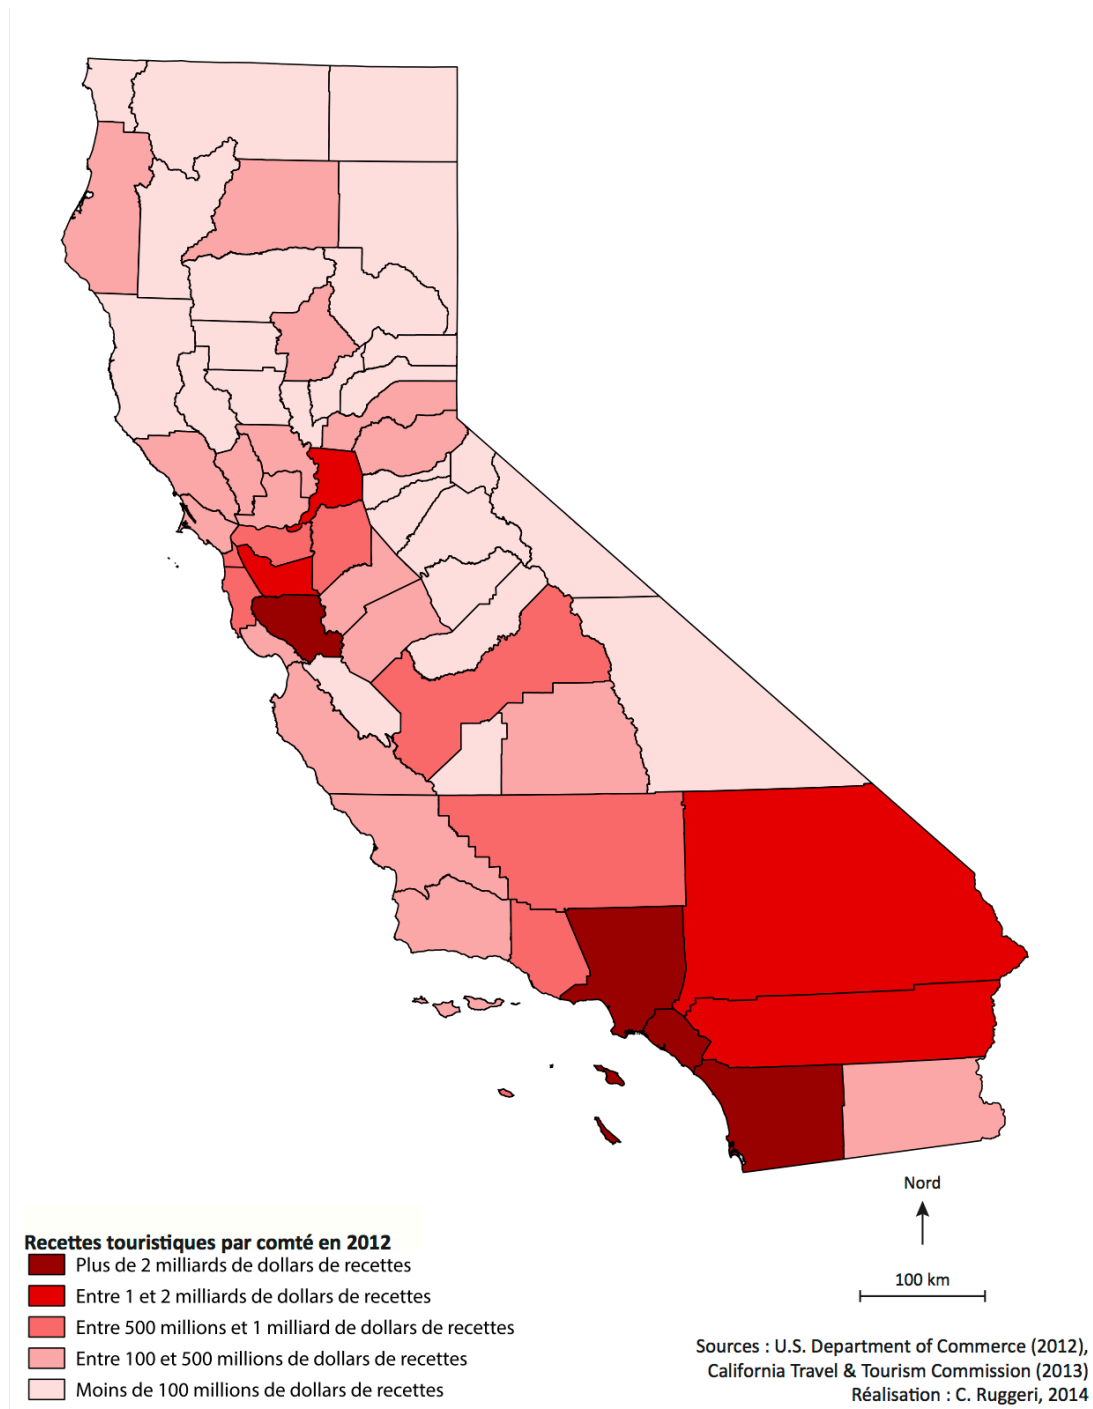 Nord
100 km
Recettes touristiques par comté en 2012
Plus de 2 milliards de dollars de recettes
Entre 1 et 2 milliards de dollars de recettes
Entre 500 millions et 1 milliard de dollars de recettes
Entre 100 et 500 millions de dollars de recettes
Moins de 100 millions de dollars de recettes
Sources : U.S. Department of Commerce (2012),
California Travel & Tourism Commission (2013)
Réalisation : C. Ruggeri, 2014